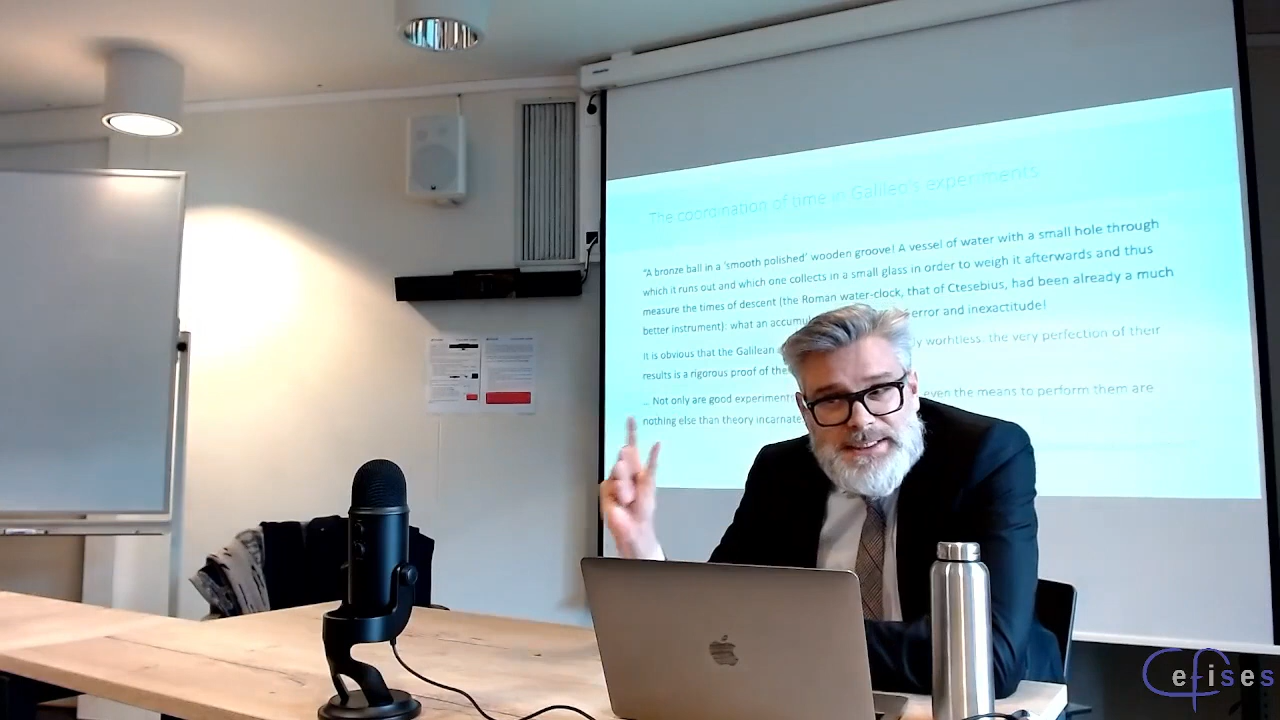 The coordination of time in Galileo's experiments
"A bronze ball in a 'smooth polished' wooden groove! A vessel of water with a small hole through
which it runs out and which one collects in a small glass in order to weigh it afterwards and thus
measure the times of descent (the Roman water-clock, that of Ctesebius, had been already a much
better instrument): what an accumul error and inexactitude!
It is obvious that the Galilean worhtless: the very perfection of their
results is a rigorous proof of the
... Not only are good experiments even the means to perform them are
nothing else than theory incarnate
efises